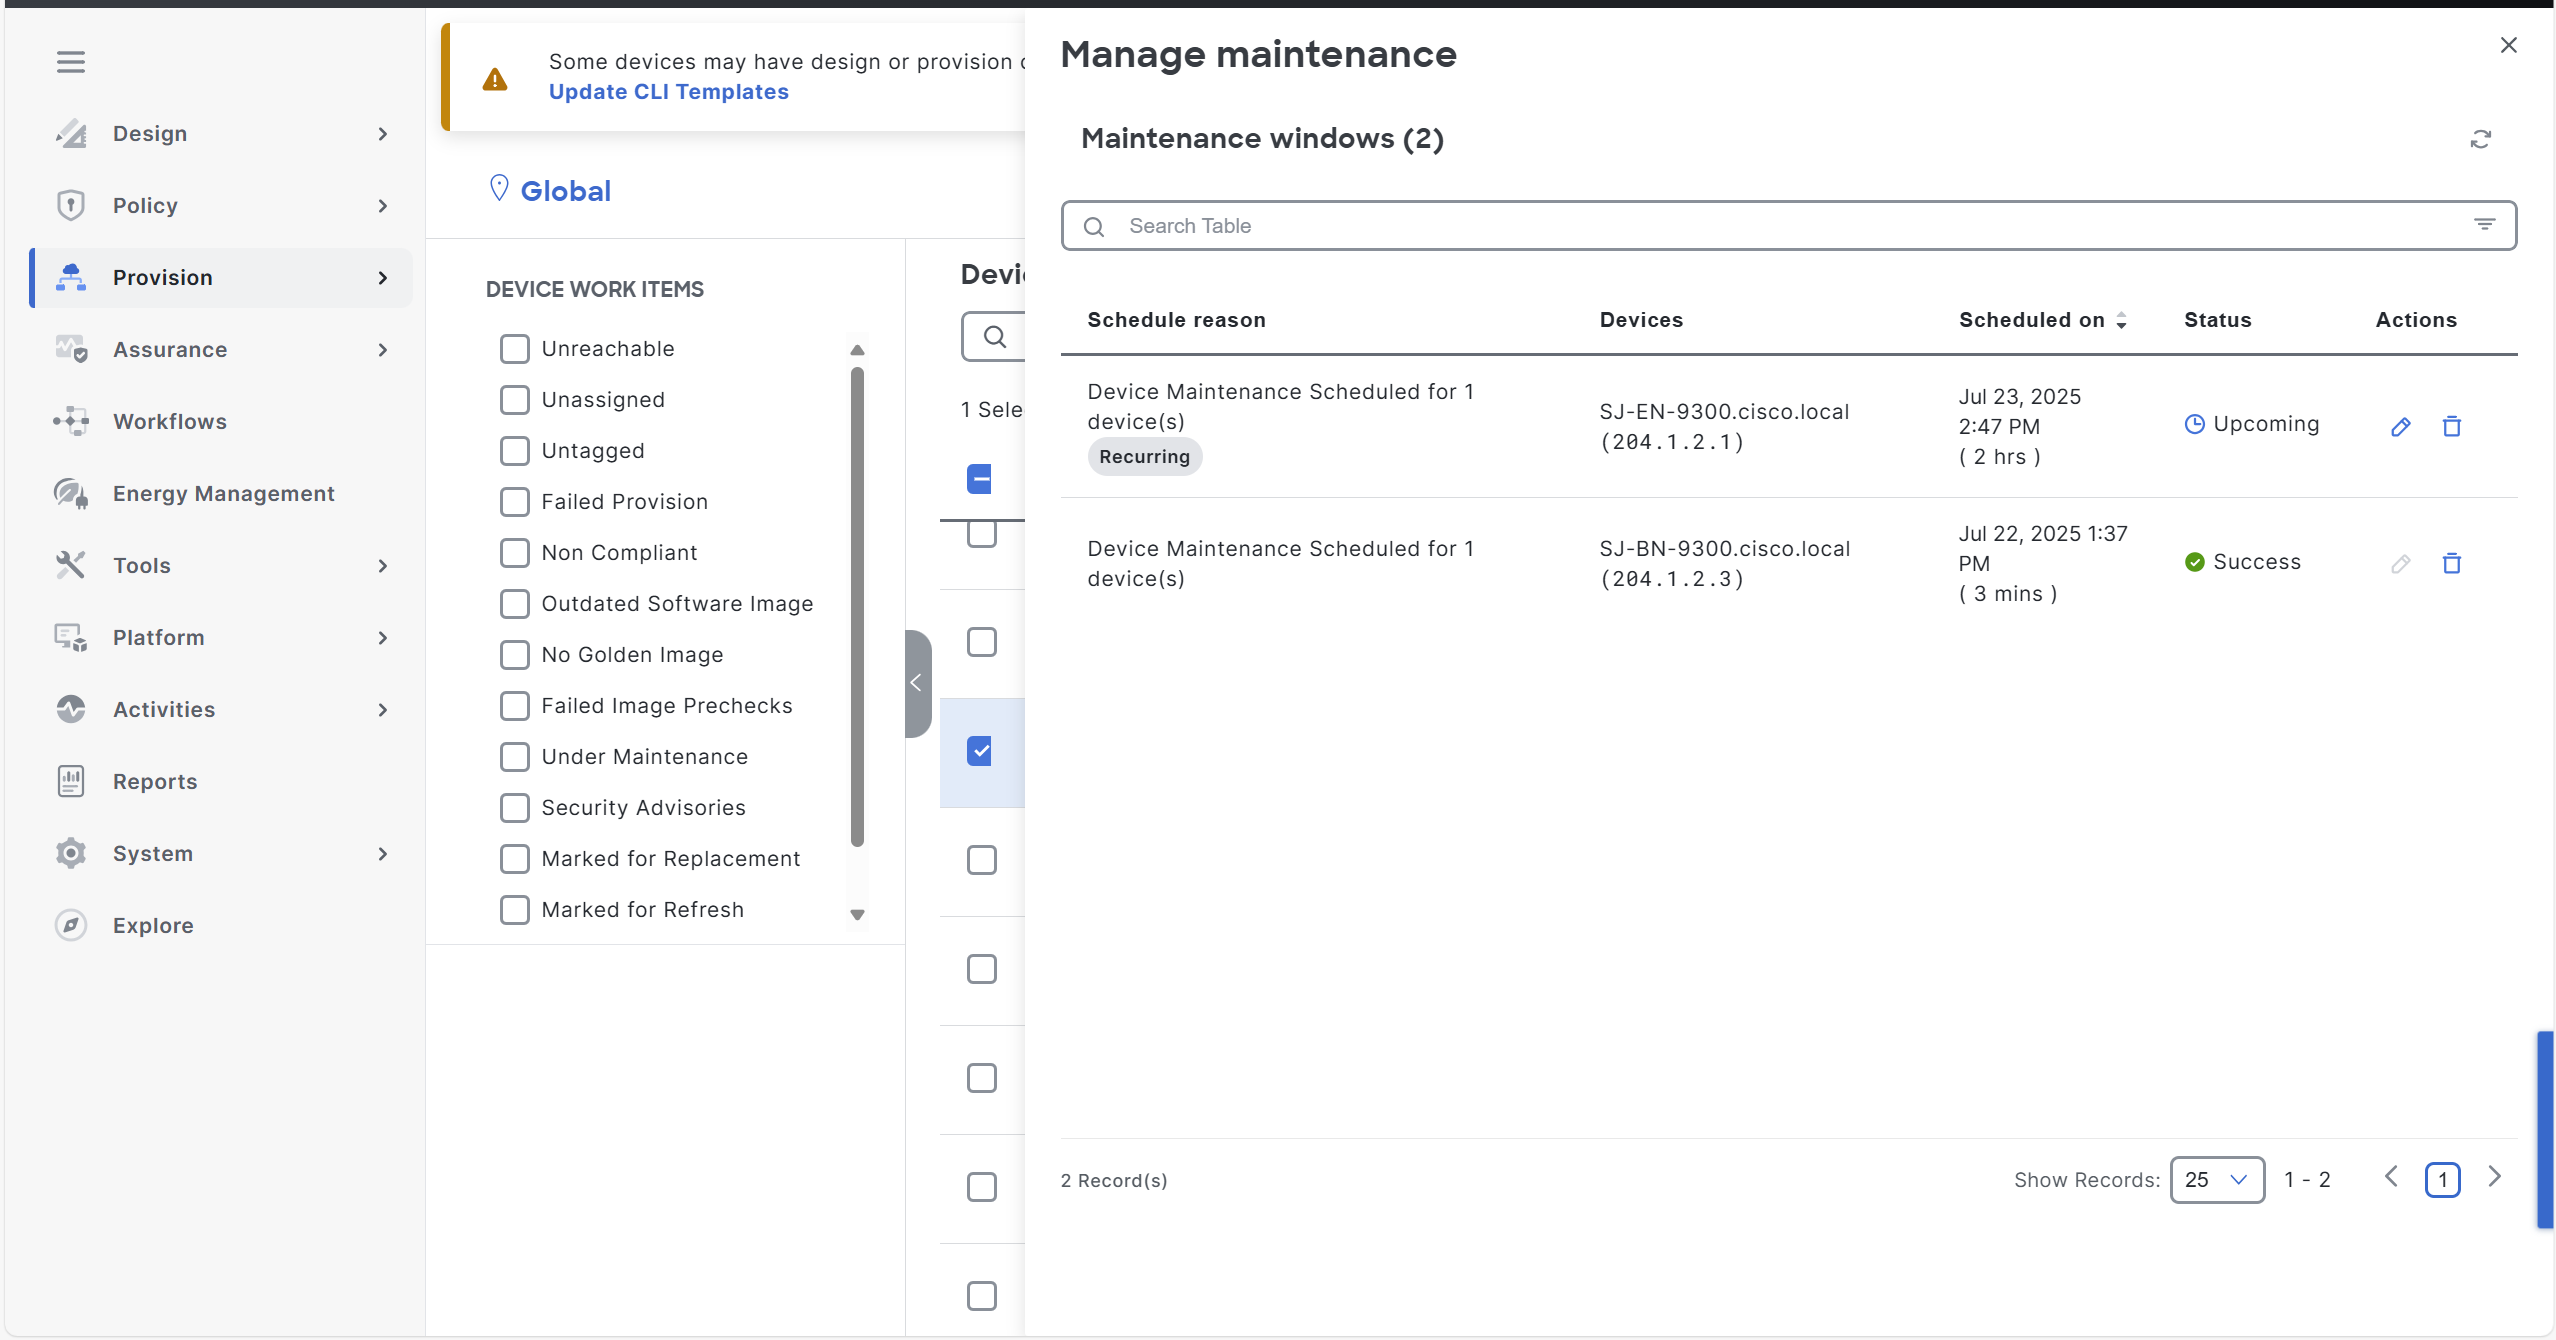 Design
Policy
Provision
Assurance
Workflows
Energy Management
Tools
Platform
Activities
Reports
System
Explore
Some devices may have design or provision
Update CLI Templates
Global
DEVICE WORK ITEMS
Unreachable
Unassigned
Untagged
Failed Provision
Non Compliant
Outdated Software Image
No Golden Image
Failed Image Prechecks
Under Maintenance
Security Advisories
Marked for Replacement
Marked for Refresh
1
Manage maintenance
Maintenance windows (2)
Search Table
Schedule reason Devices Scheduled on Status Actions
Device Maintenance Scheduled for 1
device(s)
Recurring
SJ-EN-9300.cisco.local
(204.1.2.1)
Jul 23, 2025
2:47 PM
( 2 hrs )
Upcoming
Device Maintenance Scheduled for 1
device(s)
SJ-BN-9300.cisco.local
(204.1.2.3)
Jul 22, 2025 1:37
PM
( 3 mins )
Success
2 Record(s)
Show Records: 25 1 - 2 1